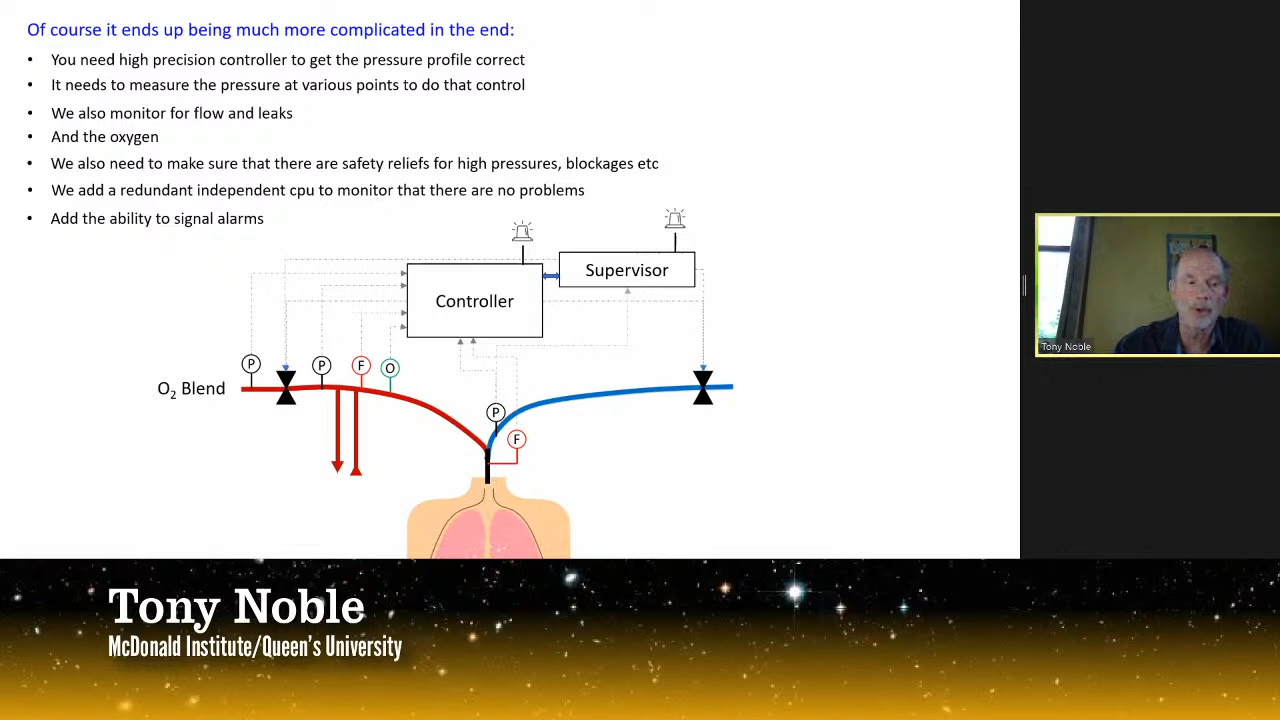 Of course it ends up being much more complicated in the end:
• You need high precision controller to get the pressure profile correct
• It needs to measure the pressure at various points to do that control
• We also monitor for flow and leaks
• And the oxygen
• We also need to make sure that there are safety reliefs for high pressures, blockages etc
• We add a redundant independent cpu to monitor that there are no problems
• Add the ability to signal alarms
Supervisor
Controller
P
P
F
O
O₂ Blend
P
F
Tony Noble
Tony Noble
McDonald Institute/Queen's University